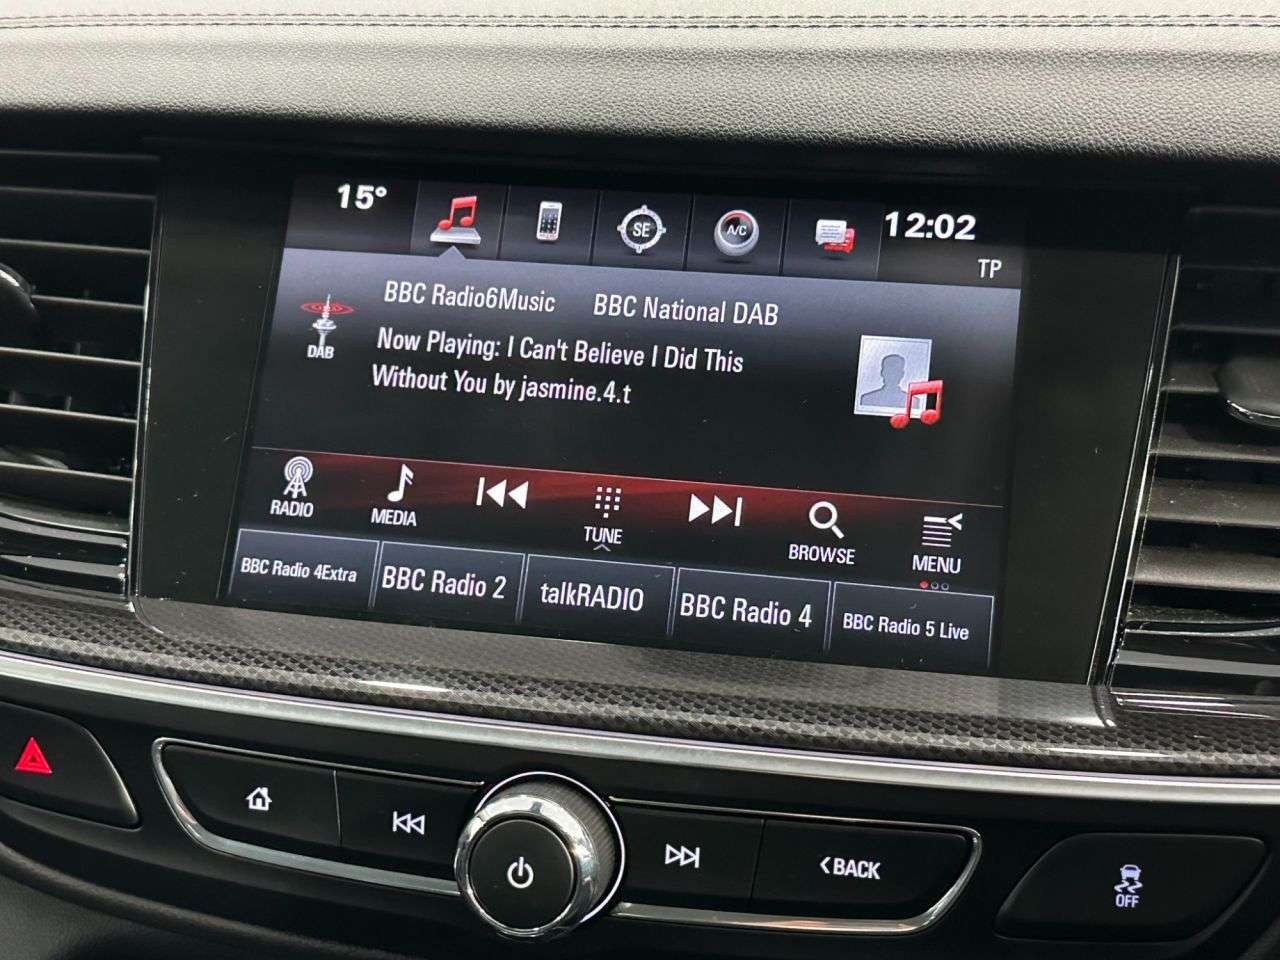 15°
SE
A/C
12:02
TP
DAB
BBC Radio6Music BBC National DAB
Now Playing: I Can't Believe I Did This
Without You by jasmine.4.t
RADIO
MEDIA
TUNE
BROWSE
MENU
BBC Radio 4Extra
BBC Radio 2
talkRADIO
BBC Radio 4
BBC Radio 5 Live
BACK
OFF